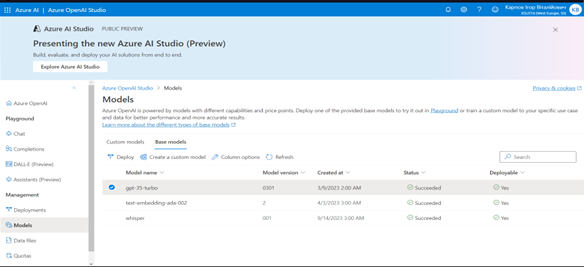 Azure AI | Azure OpenAI Studio
Карпюк Ігор Віталійович
KB
Azure AI Studio PUBLIC PREVIEW
Presenting the new Azure AI Studio (Preview)
Build, evaluate, and deploy your AI solutions from end to end.
Explore Azure AI Studio
Azure OpenAI Studio > Models
Privacy & cookies
Models
Azure OpenAI is powered by models with different capabilities and price points. Deploy one of the provided base models to try it out in Playground or train a custom model to your specific use case
and data for better performance and more accurate results.
Learn more about the different types of base models
Azure OpenAI
Playground
Chat
Completions
DALL·E (Preview)
Assistants (Preview)
Management
Deployments
Models
Data files
Quotas
Custom models Base models
Deploy Create a custom model Column options Refresh Search
Model name Model version Created at Status Deployable
gpt-35-turbo 0301 3/9/2023 2:00 AM Succeeded Yes
text-embedding-ada-002 2 4/3/2023 3:00 AM Succeeded Yes
whisper 001 9/14/2023 3:00 AM Succeeded Yes